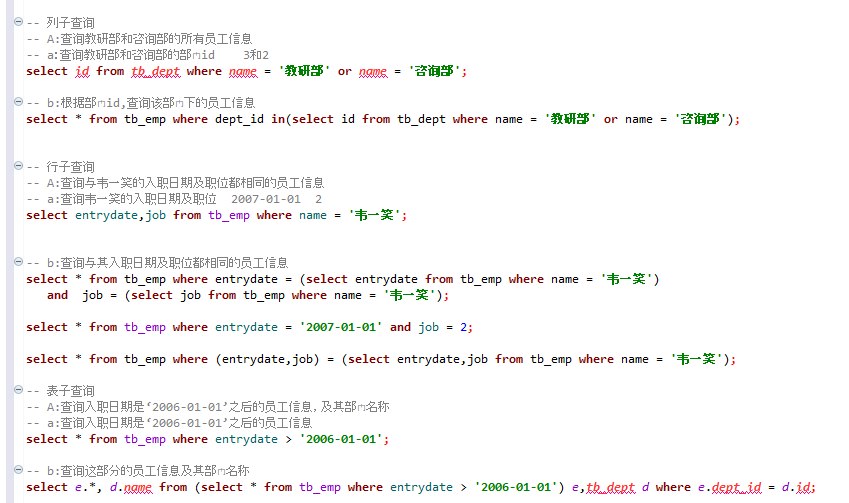 -- 列子查询
-- A:查询教研部和咨询部的所有员工信息
-- a:查询教研部和咨询部的部门id    3和2
select id from tb_dept where name = '教研部' or name = '咨询部';
-- b:根据部门id,查询该部门下的员工信息
select * from tb_emp where dept_id in(select id from tb_dept where name = '教研部' or name = '咨询部');
-- 行子查询
-- A:查询与韦一笑的入职日期及职位都相同的员工信息
-- a:查询韦一笑的入职日期及职位  2007-01-01  2
select entrydate,job from tb_emp where name = '韦一笑';
-- b:查询与其入职日期及职位都相同的员工信息
select * from tb_emp where entrydate = (select entrydate from tb_emp where name = '韦一笑')
and  job = (select job from tb_emp where name = '韦一笑');
select * from tb_emp where entrydate = '2007-01-01' and job = 2;
select * from tb_emp where (entrydate,job) = (select entrydate,job from tb_emp where name = '韦一笑');
-- 表子查询
-- A:查询入职日期是‘2006-01-01’之后的员工信息,及其部门名称
-- a:查询入职日期是‘2006-01-01’之后的员工信息
select * from tb_emp where entrydate > '2006-01-01';
-- b:查询这部分的员工信息及其部门名称
select e.*, d.name from (select * from tb_emp where entrydate > '2006-01-01') e,tb_dept d where e.dept_id = d.id;